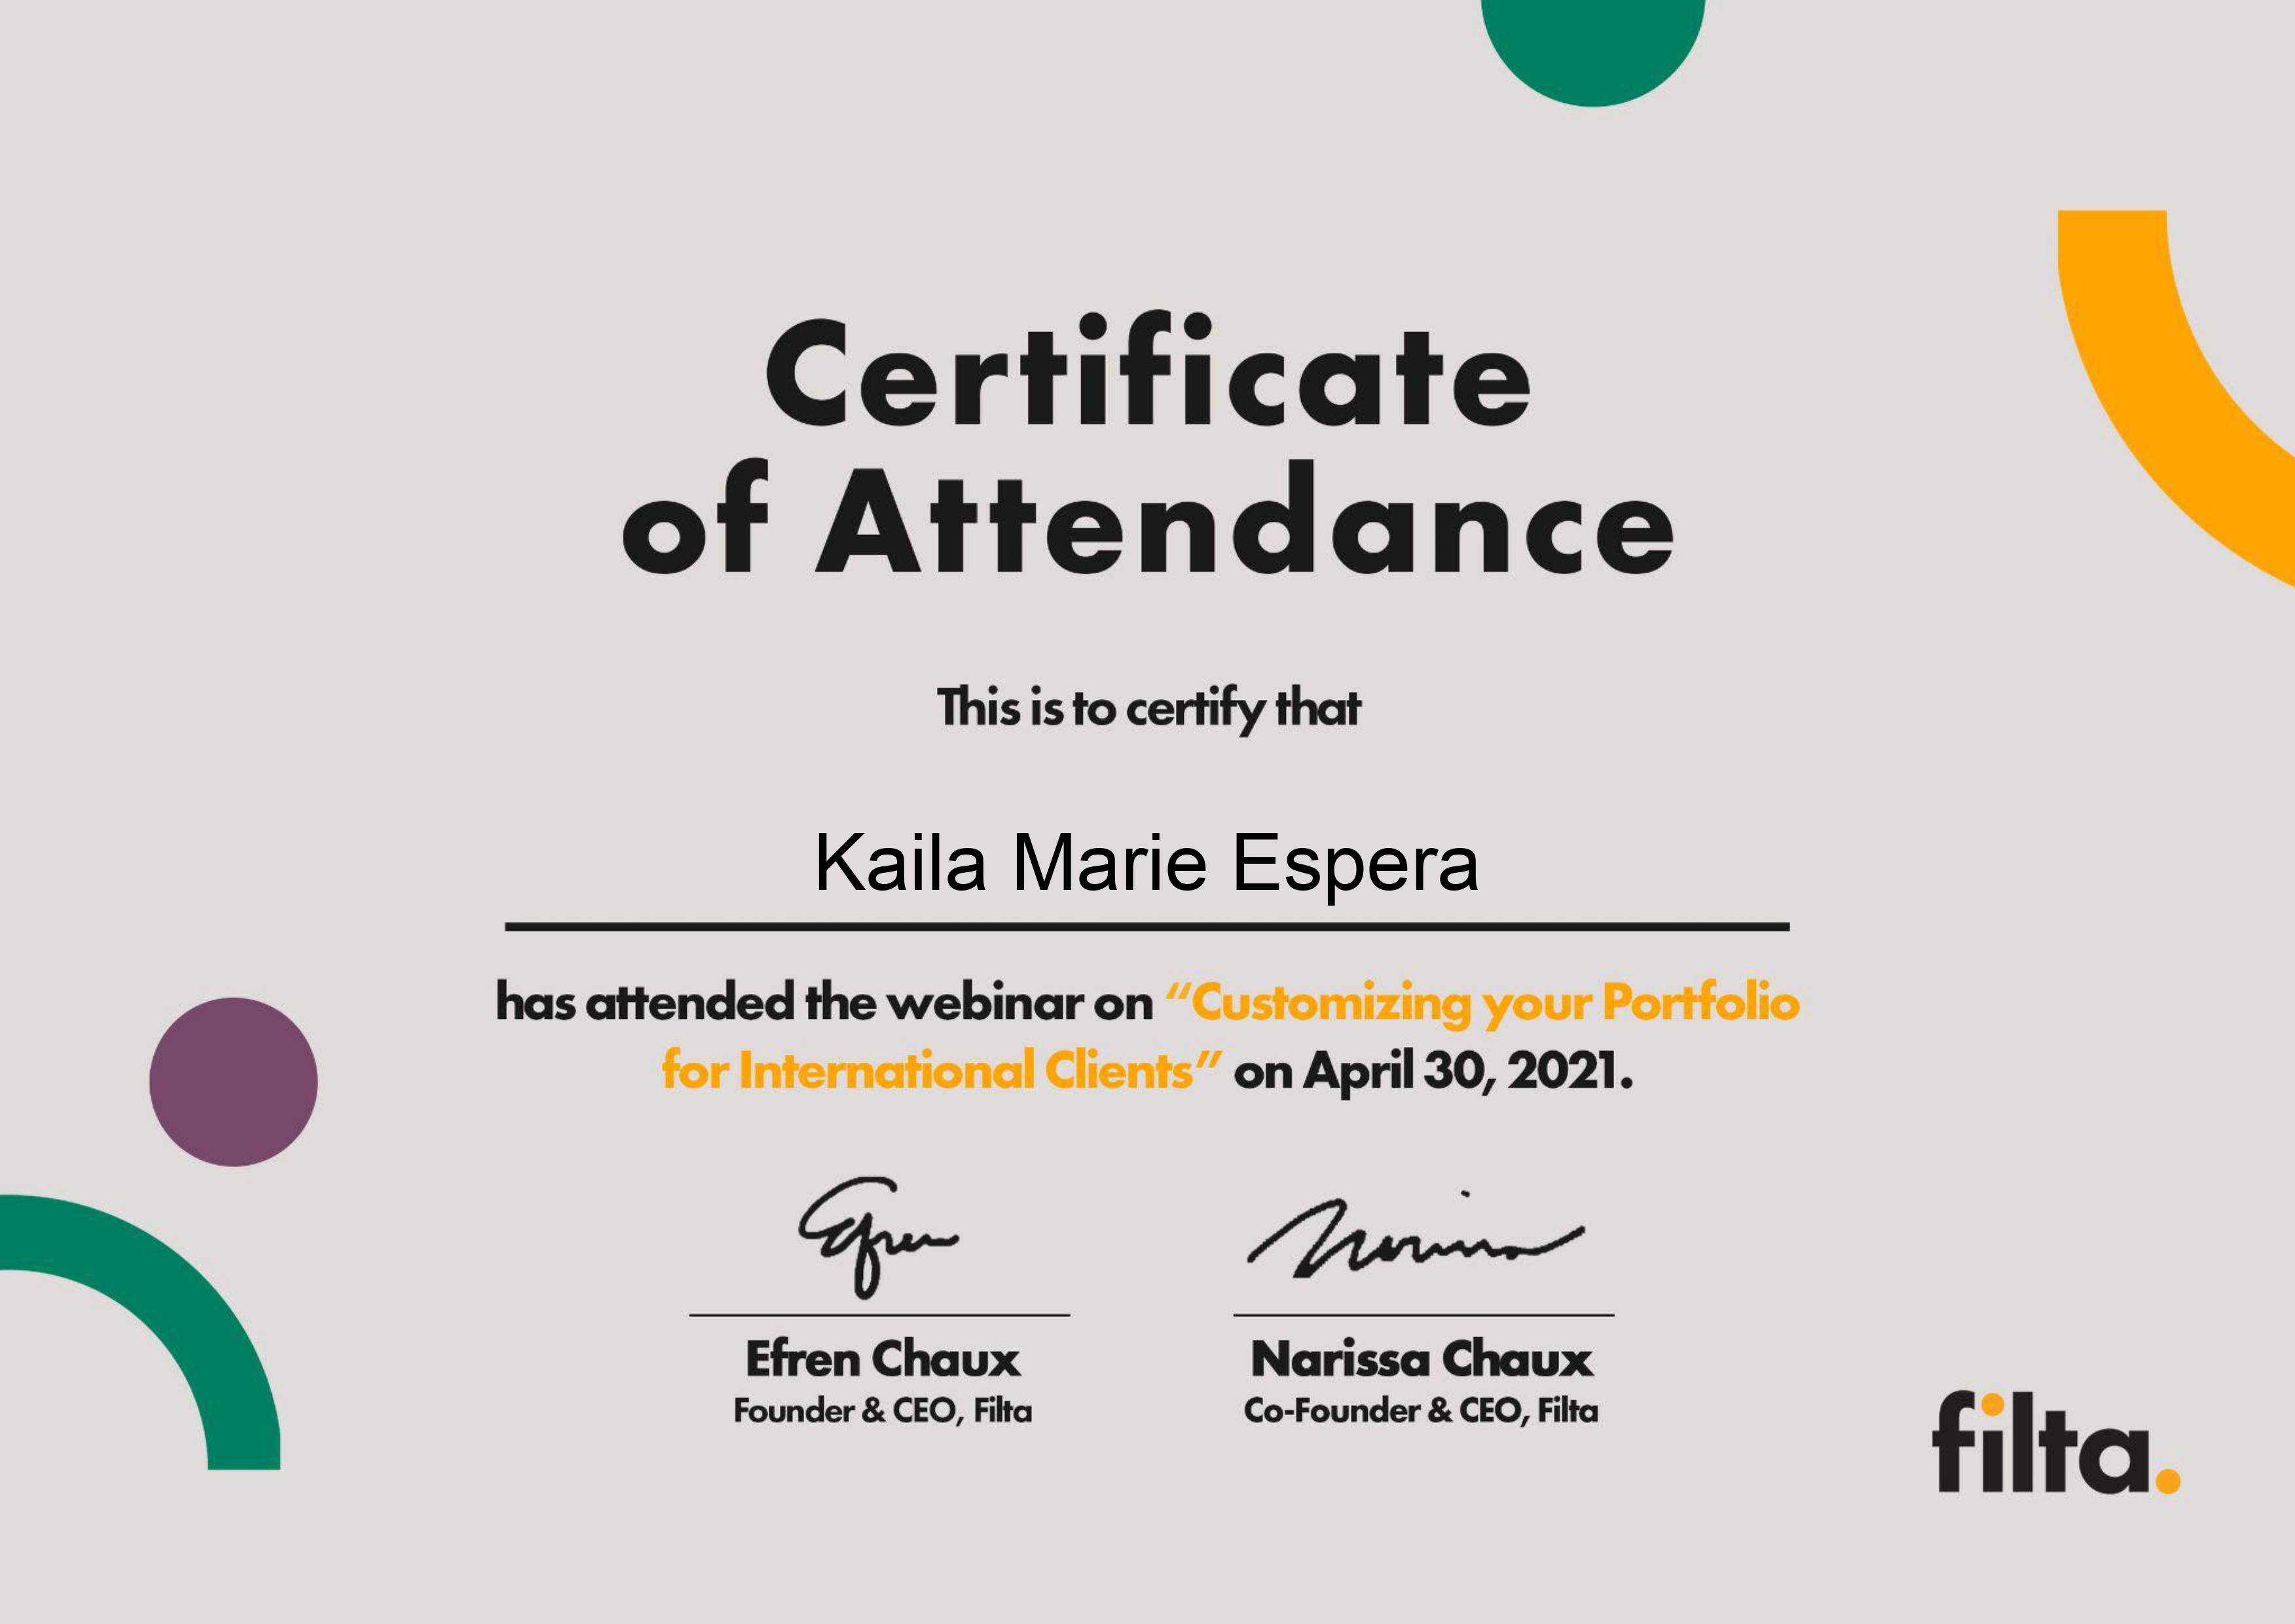 Certificate
of Attendance
This is to certify that
Kaila Marie Espera
has attended the webinar on “Customizing your Portfolio
for International Clients” on April 30, 2021.
Efren Chaux
Narissa Chaux
Founder & CEO, Filta
Co-Founder & CEO, Filta
filta.